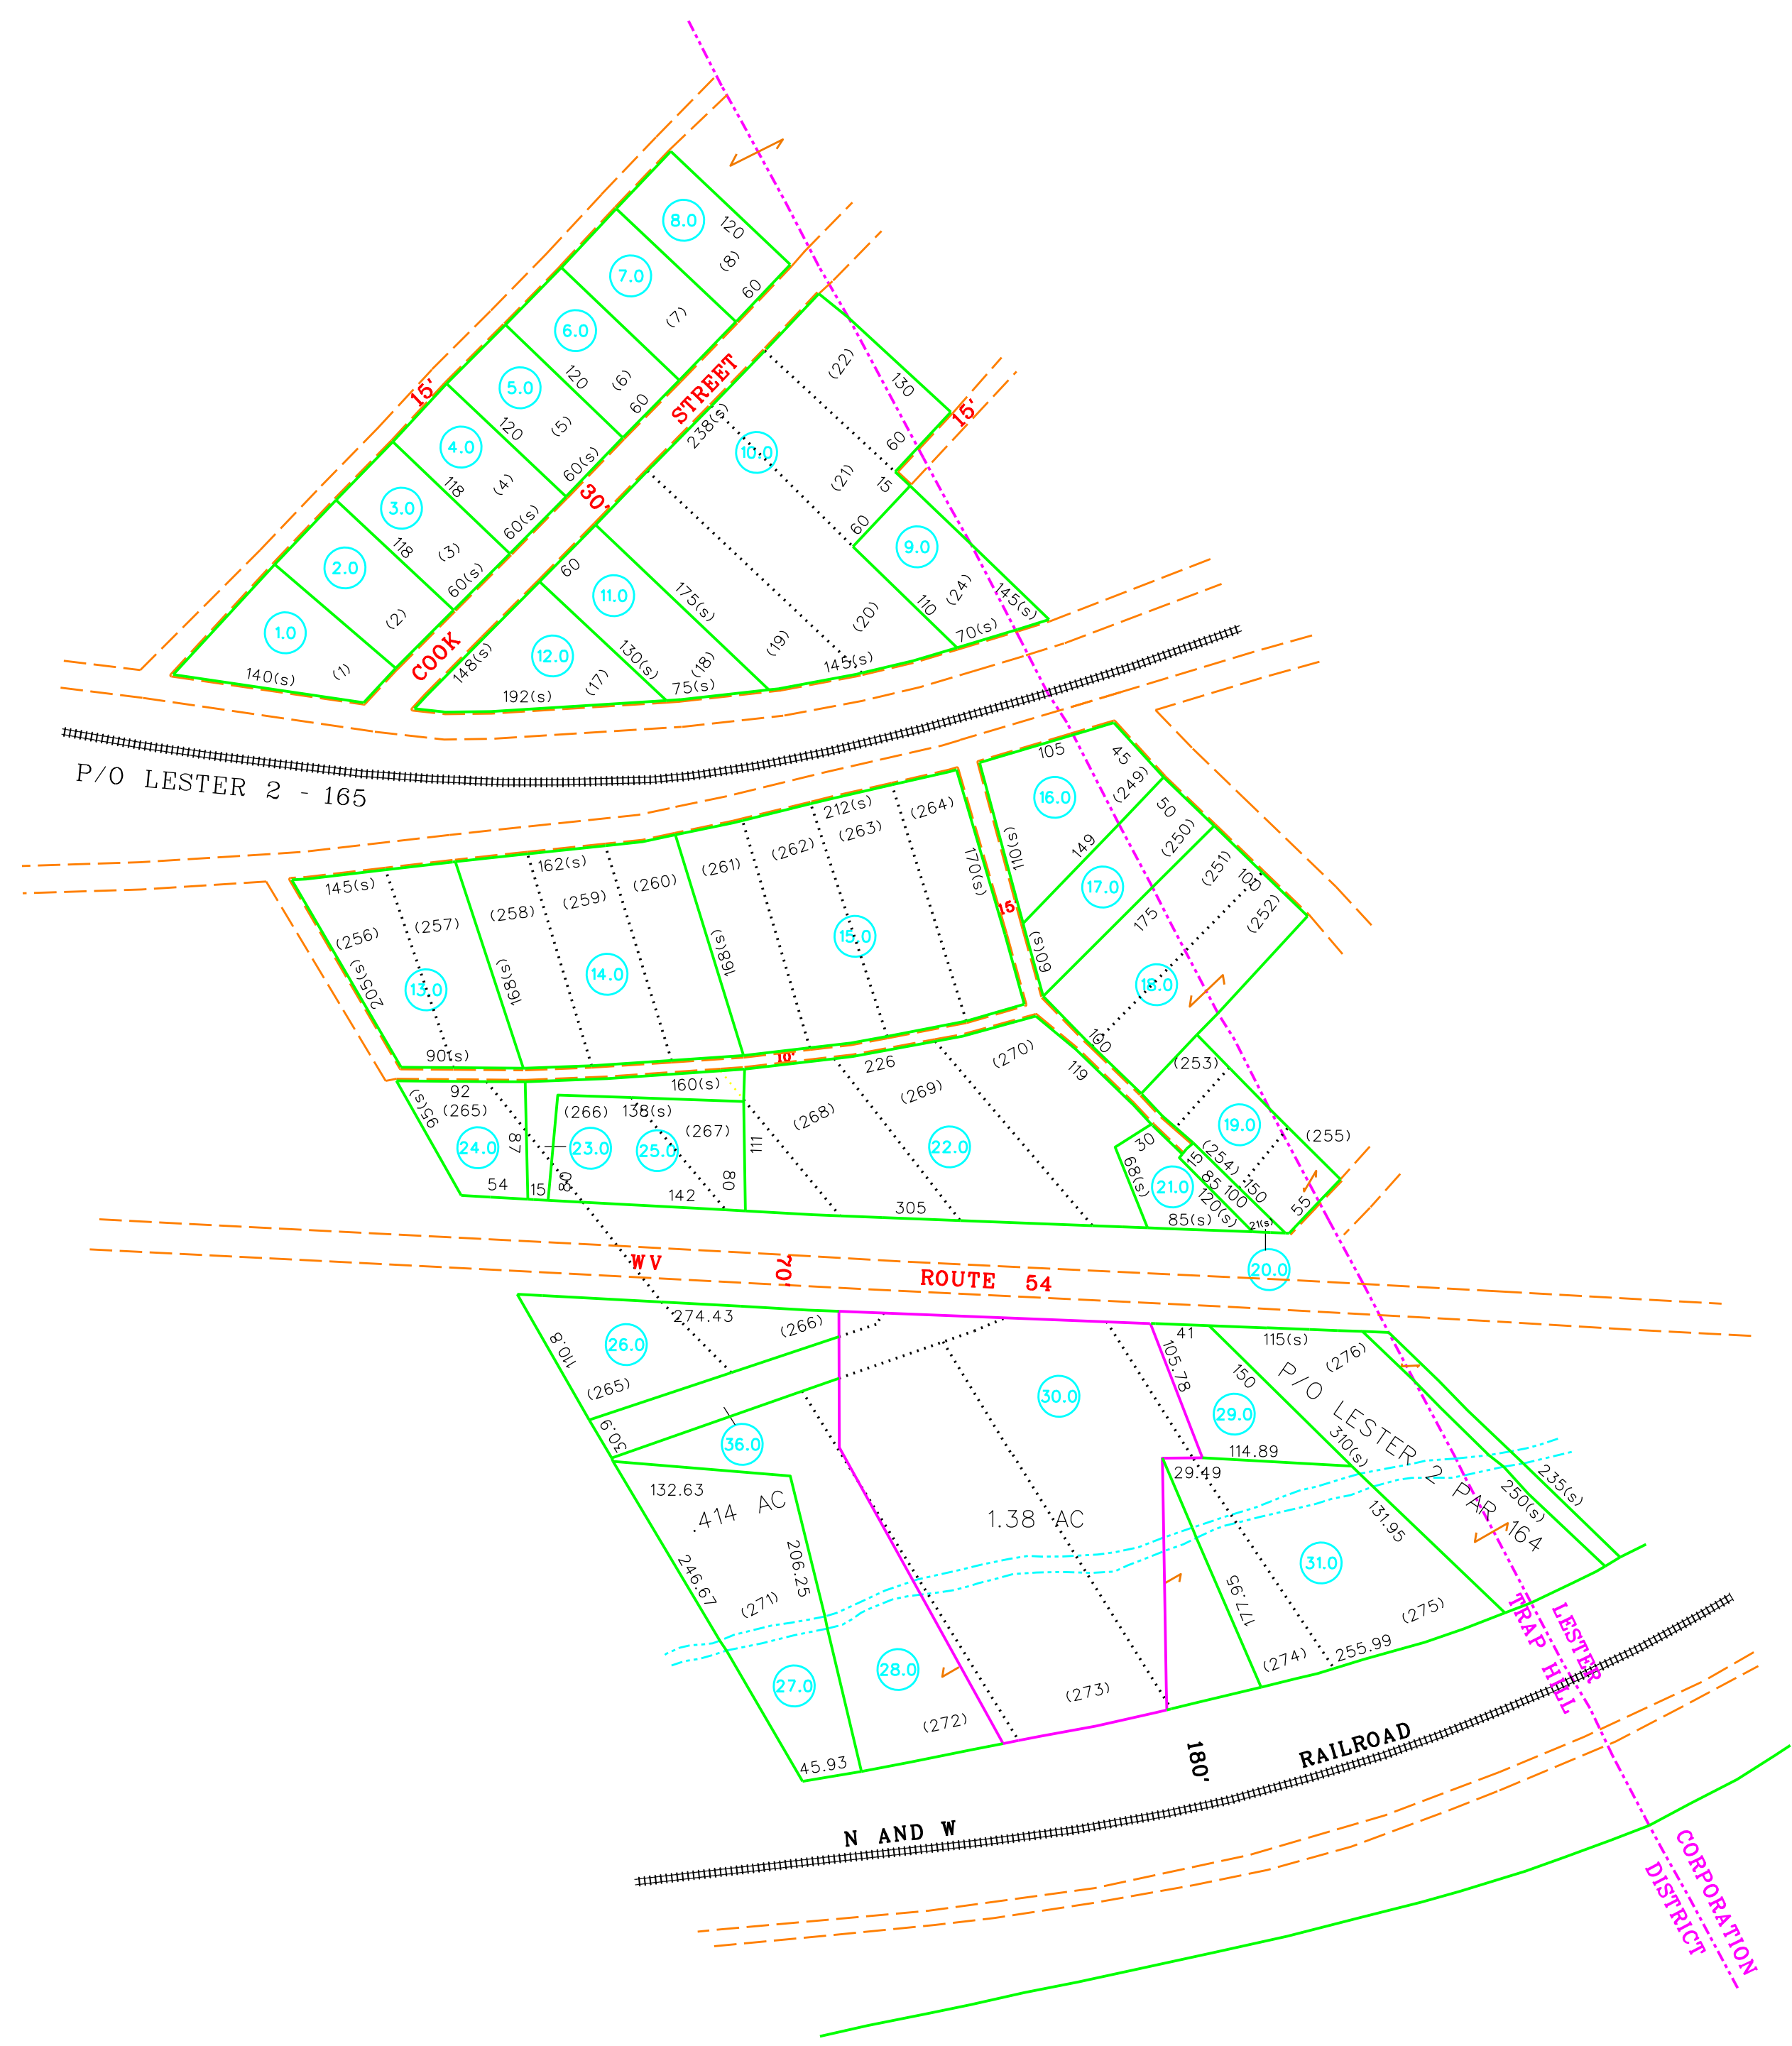 8.0
120
(8)
60
7.0
(7)
6.0
120
(6)
60
15'
5.0
120
(5)
60(s)
4.0
118
(4)
60(s)
3.0
118
(3)
60(s)
2.0
(2)
1.0
140(s)
(1)
COOK
30'
STREET
238(s)
(22)
130
15'
60
10.0
(21)
15
60
9.0
(24)
145(s)
110
70(s)
(20)
145(s)
60
11.0
175(s)
(19)
130(s)
(18)
75(s)
148(s)
12.0
192(s)
(17)
P/O LESTER 2 - 165
105
45
16.0
(249)
110(s)
149
50
(250)
17.0
60(s)
175
(251)
100
(252)
18.0
100
15'
145(s)
(256)
(257)
205(s)
13.0
90(s)
162(s)
(258)
(259)
(260)
168(s)
14.0
168(s)
212(s)
(261)
(262)
(263)
(264)
15.0
170(s)
10'
92
(265)
95(s)
24.0
87
54
15
160(s)
(266)
138(s)
(267)
23.0
25.0
80
80
142
111
226
(268)
(269)
(270)
119
22.0
305
(253)
19.0
(254)
(255)
150
55
30
15
85
100
68(s)
21.0
120(s)
85(s)
21(s)
20.0
WV
70'
ROUTE 54
274.43
(266)
26.0
110.8
(265)
30.9
36.0
132.63
.414 AC
246.67
206.25
(271)
27.0
45.93
28.0
(272)
30.0
1.38 AC
(273)
41
105.78
150
29.0
114.89
29.49
115(s)
(276)
P/O LESTER 2 PAR 164
310(s)
131.95
250(s)
235(s)
31.0
177.95
(274)
255.99
(275)
LESTER
TRAP HILL
180'
N AND W
RAILROAD
CORPORATION
DISTRICT